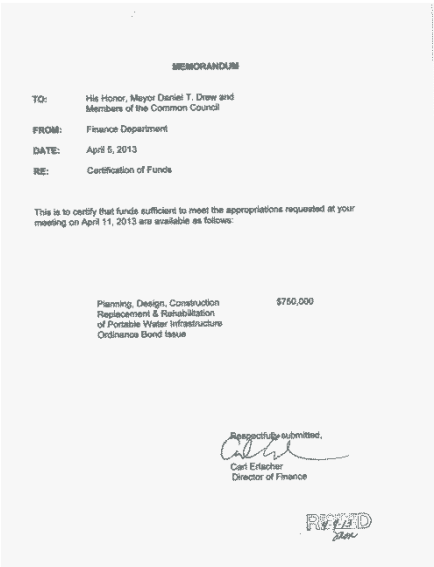 MEMORANDUM
TO: His Honor, Mayor Daniel T. Drew and
Members of the Common Council
FROM: Finance Department
DATE: April 5, 2013
RE: Certification of Funds
This is to certify that funds sufficient to meet the appropriations requested at your
meeting on April 11, 2013 are available as follows:
Planning, Design, Construction $750,000
Replacement & Rehabilitation
of Portable Water Infrastructure
Ordinance Bond Issue
Respectfully submitted,
Carl Erlacher
Director of Finance
4-9-13